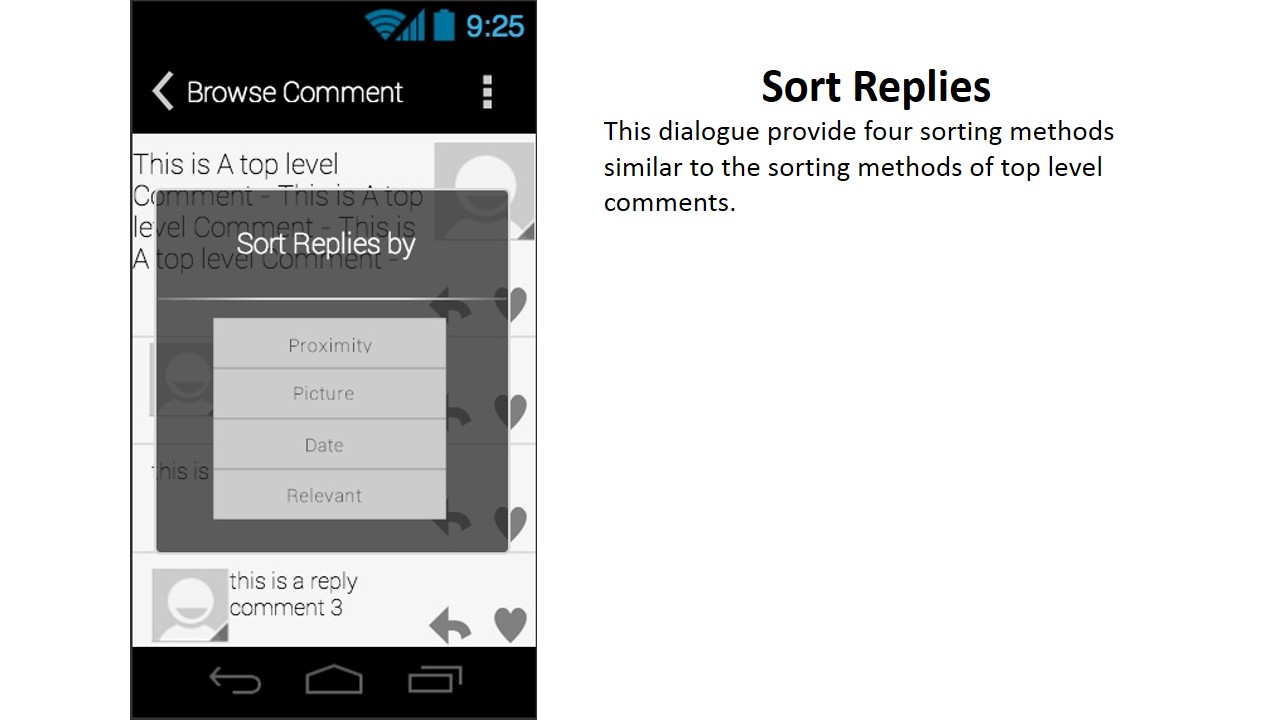 9:25
Browse Comment
This is A top level
Comment - This is A top
level Comment - This is
A top level Comment -
Sort Replies by
Proximity
Picture
Date
Relevant
this is
this is a reply
comment 3
Sort Replies
This dialogue provide four sorting methods
similar to the sorting methods of top level
comments.